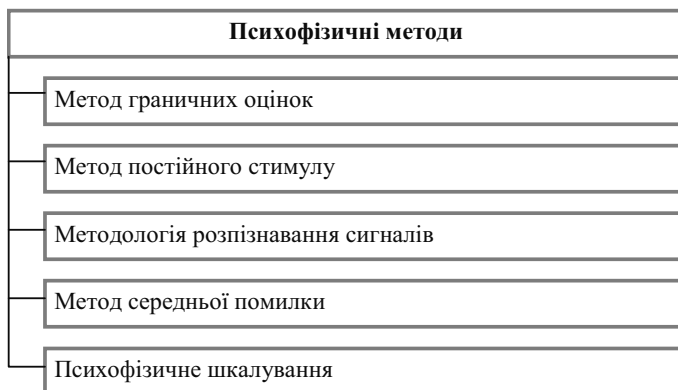 Психофізичні методи
Метод граничних оцінок
Метод постійного стимулу
Методологія розпізнавання сигналів
Метод середньої помилки
Психофізичне шкалування